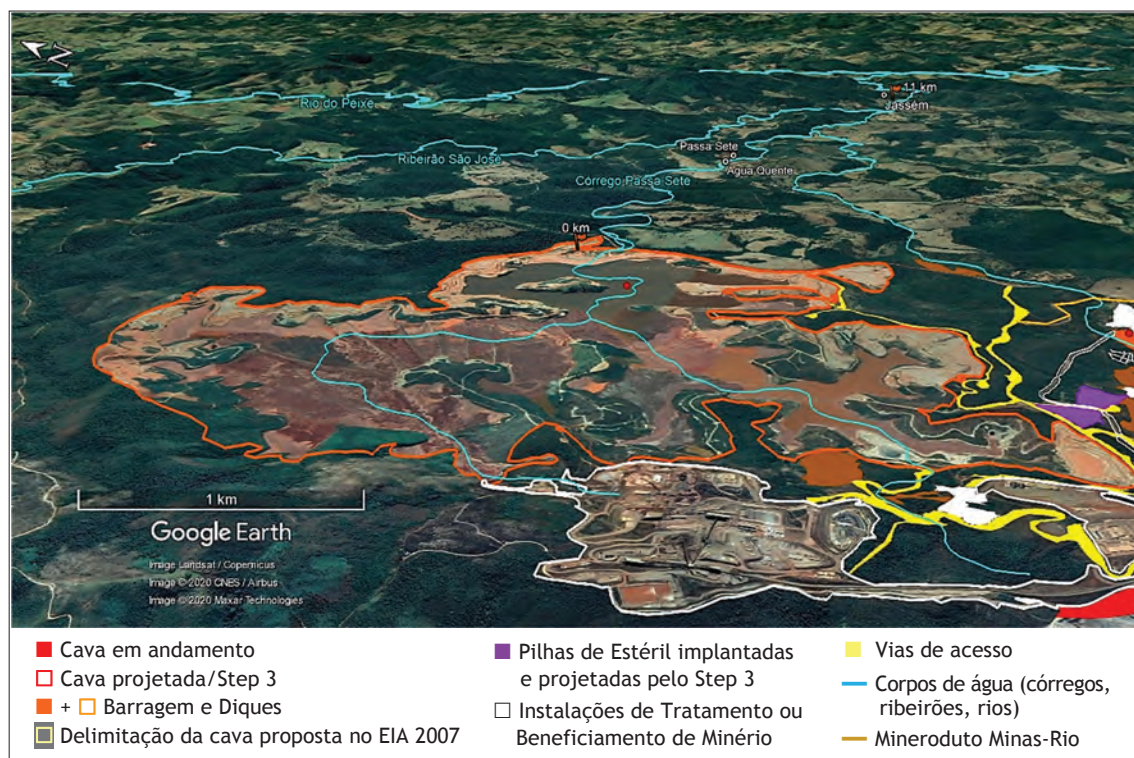 N
Rio do Peixe
11 km
Jassém
Ribeirão São José
Passa Sete
Água Quente
Córrego Passa Sete
0 km
1 km
Google Earth
Image Landsat / Copernicus
Image © 2020 CNES / Airbus
Image © 2020 Maxar Technologies
Cava em andamento
Cava projetada/Step 3
+ Barragem e Diques
Delimitação da cava proposta no EIA 2007
Pilhas de Estéril implantadas
e projetadas pelo Step 3
Instalações de Tratamento ou
Beneficiamento de Minério
Vias de acesso
Corpos de água (córregos,
ribeirões, rios)
Mineroduto Minas-Rio